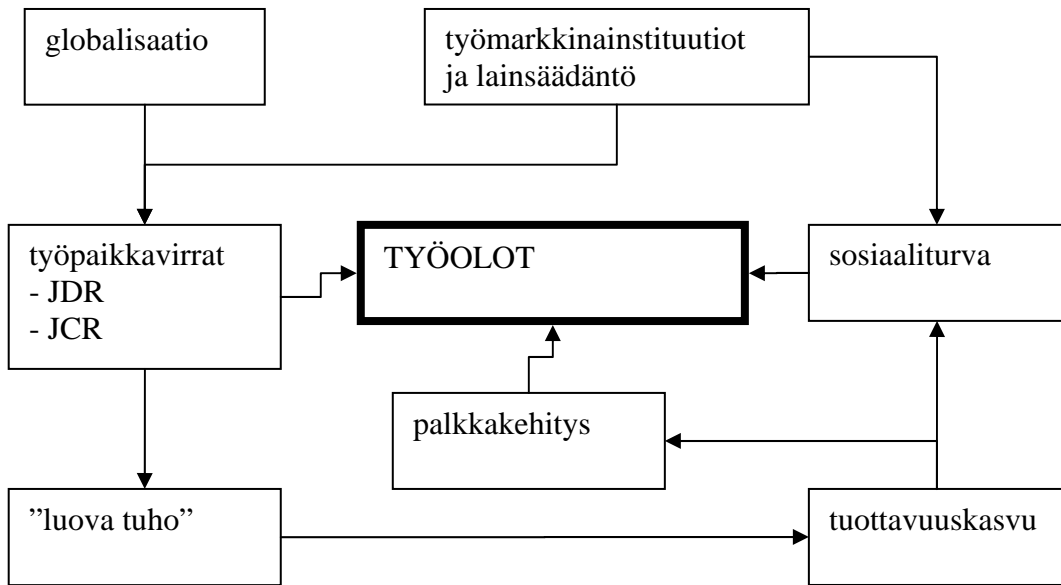 globalisaatio
työmarkkinainstituutiot
ja lainsäädäntö
työpaikkavirrat
- JDR
- JCR
TYÖOLOT
sosiaaliturva
palkkakehitys
”luova tuho”
tuottavuuskasvu